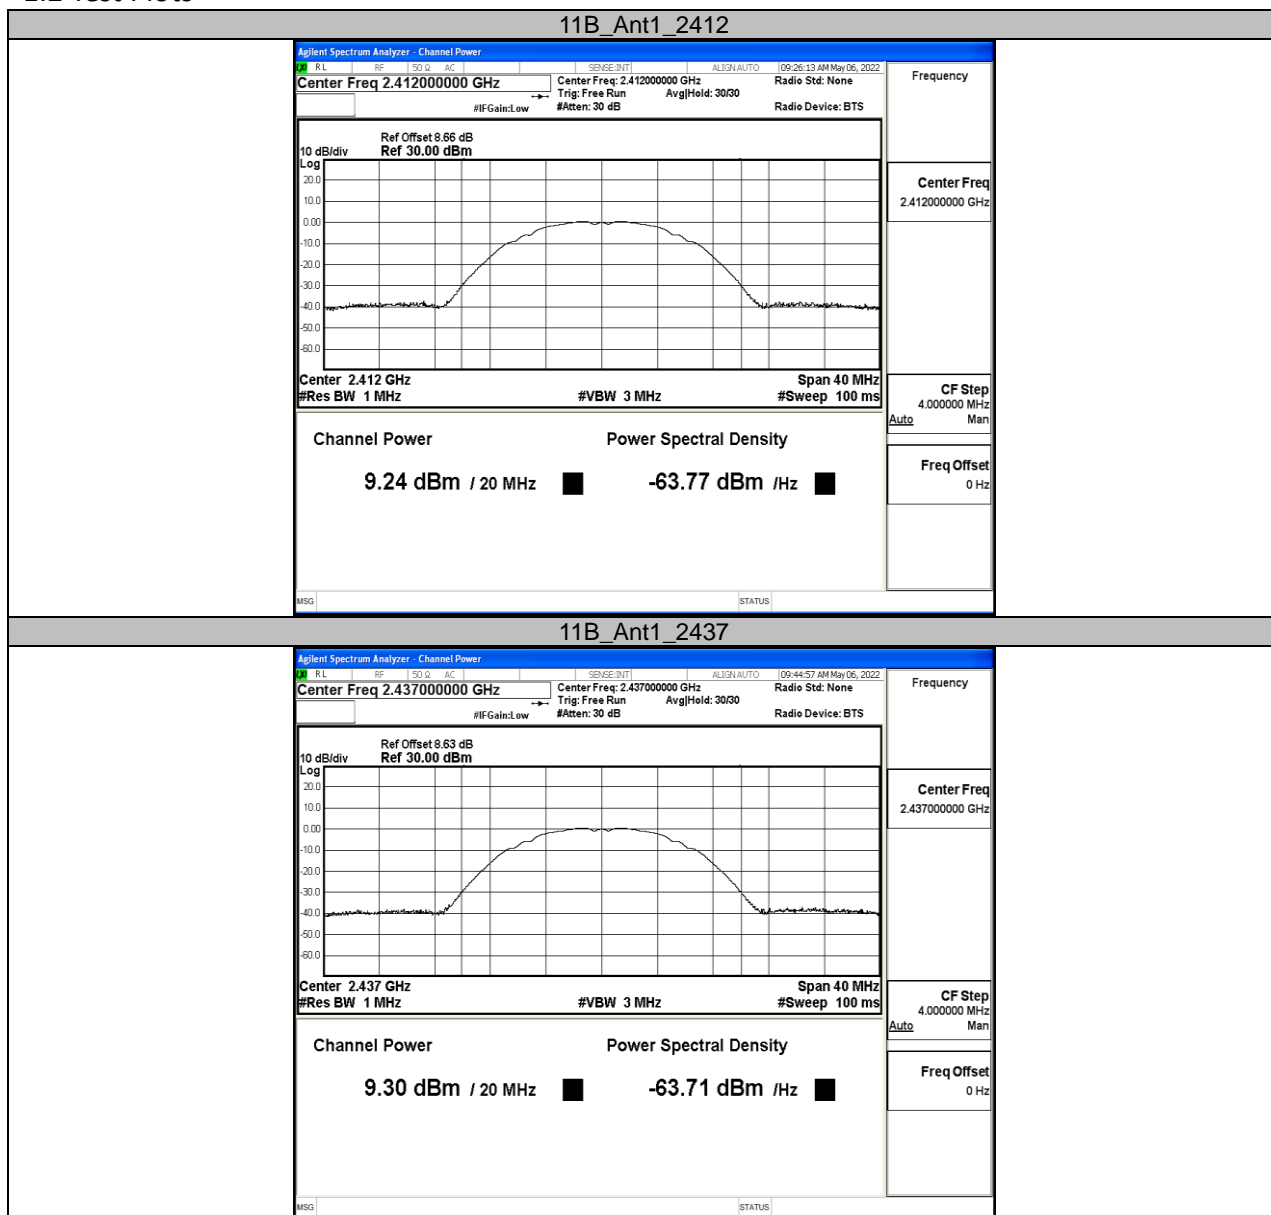 11B_Ant1_2412
Agilent Spectrum Analyzer - Channel Power
RL RF 50 Ω AC SENSE:INT ALIGN AUTO 09:26:13 AM May 06, 2022
Center Freq 2.412000000 GHz
Center Freq: 2.412000000 GHz
Radio Std: None
Trig: Free Run Avg|Hold: 30/30
#IFGain:Low
#Atten: 30 dB
Radio Device: BTS
Frequency
Ref Offset 8.66 dB
10 dB/div Ref 30.00 dBm
Log
20.0
10.0
0.00
-10.0
-20.0
-30.0
-40.0
-50.0
-60.0
Center 2.412 GHz
Span 40 MHz
#Res BW 1 MHz
#VBW 3 MHz
#Sweep 100 ms
Center Freq
2.412000000 GHz
CF Step
4.000000 MHz
Auto Man
Freq Offset
0 Hz
Channel Power
Power Spectral Density
9.24 dBm / 20 MHz
-63.77 dBm /Hz
MSG
STATUS
11B_Ant1_2437
Agilent Spectrum Analyzer - Channel Power
RL RF 50 Ω AC SENSE:INT ALIGN AUTO 09:44:57 AM May 06, 2022
Center Freq 2.437000000 GHz
Center Freq: 2.437000000 GHz
Radio Std: None
Trig: Free Run Avg|Hold: 30/30
#IFGain:Low
#Atten: 30 dB
Radio Device: BTS
Frequency
Ref Offset 8.63 dB
10 dB/div Ref 30.00 dBm
Log
20.0
10.0
0.00
-10.0
-20.0
-30.0
-40.0
-50.0
-60.0
Center 2.437 GHz
Span 40 MHz
#Res BW 1 MHz
#VBW 3 MHz
#Sweep 100 ms
Center Freq
2.437000000 GHz
CF Step
4.000000 MHz
Auto Man
Freq Offset
0 Hz
Channel Power
Power Spectral Density
9.30 dBm / 20 MHz
-63.71 dBm /Hz
MSG
STATUS